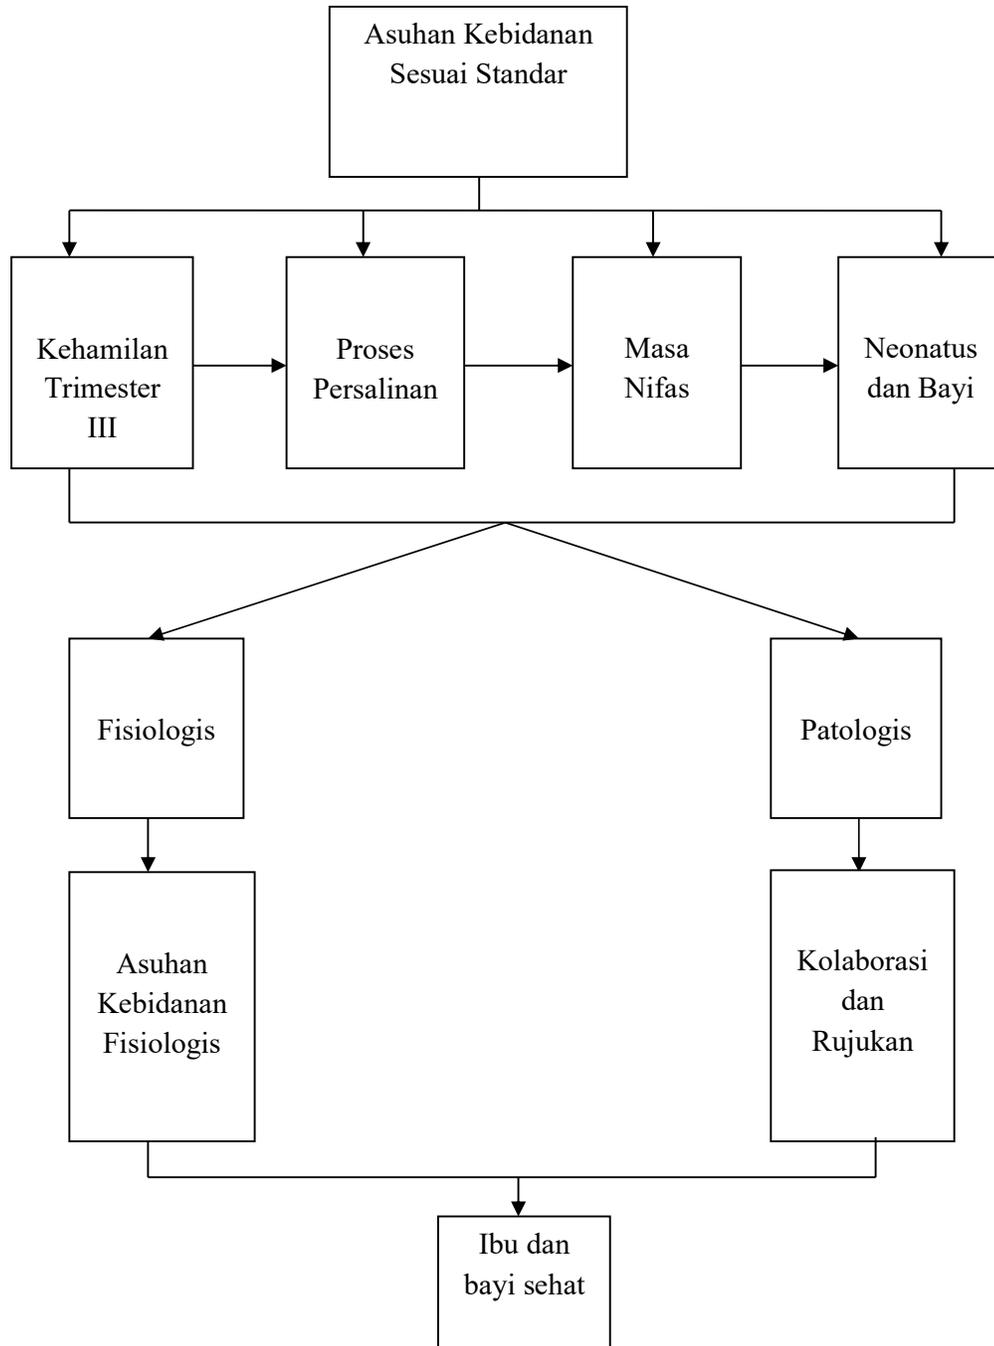 Asuhan Kebidanan
Sesuai Standar
Kehamilan
Trimester
III
Proses
Persalinan
Masa
Nifas
Neonatus
dan Bayi
Fisiologis
Patologis
Asuhan
Kebidanan
Fisiologis
Kolaborasi
dan
Rujukan
Ibu dan
bayi sehat